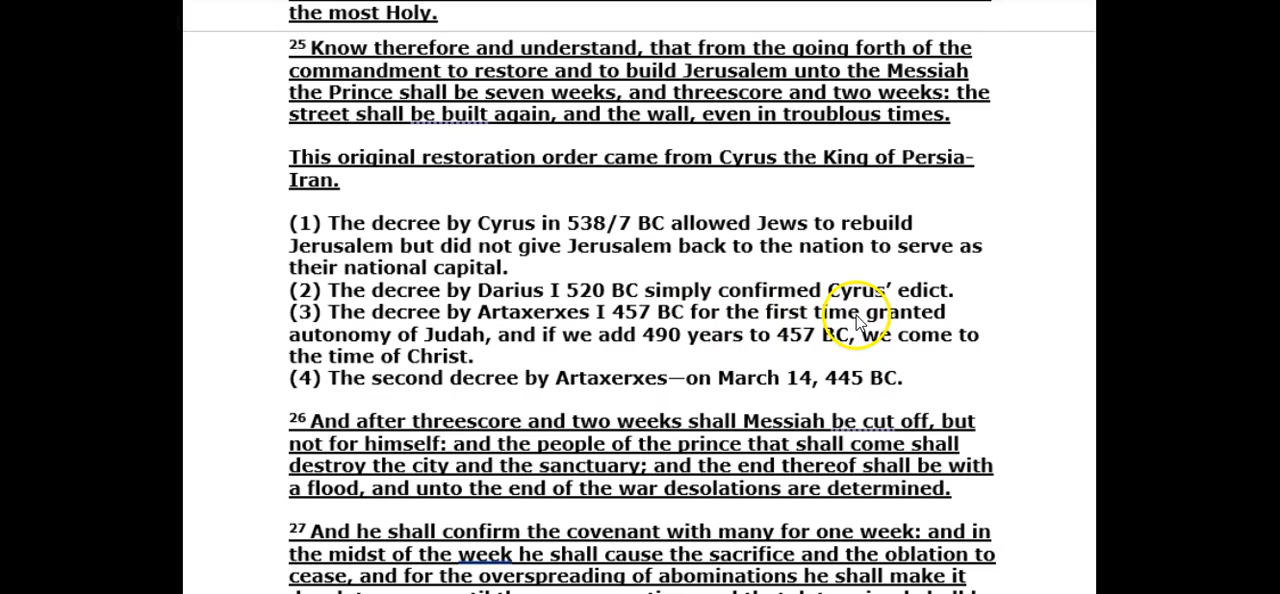 the most Holy.
25 Know therefore and understand, that from the going forth of the
commandment to restore and to build Jerusalem unto the Messiah
the Prince shall be seven weeks, and threescore and two weeks: the
street shall be built again, and the wall, even in troublous times.
This original restoration order came from Cyrus the King of Persia-
Iran.
(1) The decree by Cyrus in 538/7 BC allowed Jews to rebuild
Jerusalem but did not give Jerusalem back to the nation to serve as
their national capital.
(2) The decree by Darius I 520 BC simply confirmed Cyrus’ edict.
(3) The decree by Artaxerxes I 457 BC for the first time granted
autonomy of Judah, and if we add 490 years to 457 BC, we come to
the time of Christ.
(4) The second decree by Artaxerxes—on March 14, 445 BC.
26 And after threescore and two weeks shall Messiah be cut off, but
not for himself: and the people of the prince that shall come shall
destroy the city and the sanctuary; and the end thereof shall be with
a flood, and unto the end of the war desolations are determined.
27 And he shall confirm the covenant with many for one week: and in
the midst of the week he shall cause the sacrifice and the oblation to
cease, and for the overspreading of abominations he shall make it